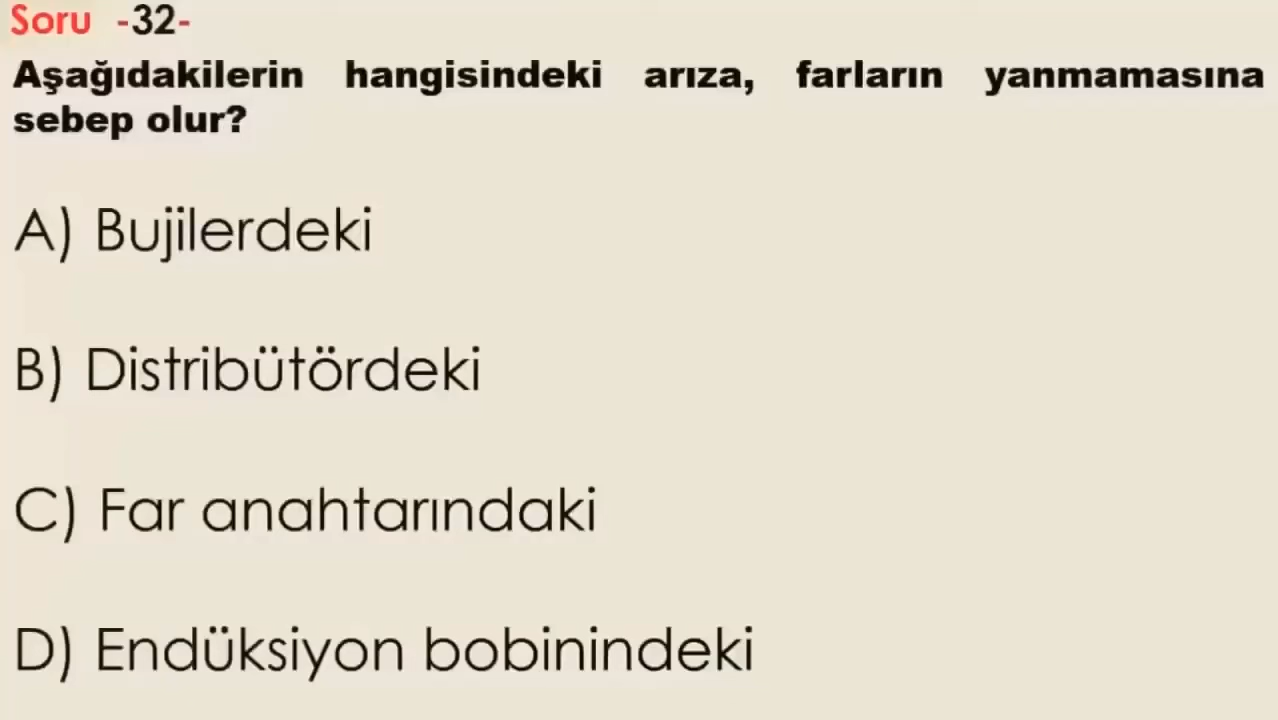 Soru -32-
Aşağıdakilerin hangisindeki arıza, farların yanmamasına
sebep olur?
A) Bujilerdeki
B) Distribütördeki
C) Far anahtarındaki
D) Endüksiyon bobinindeki